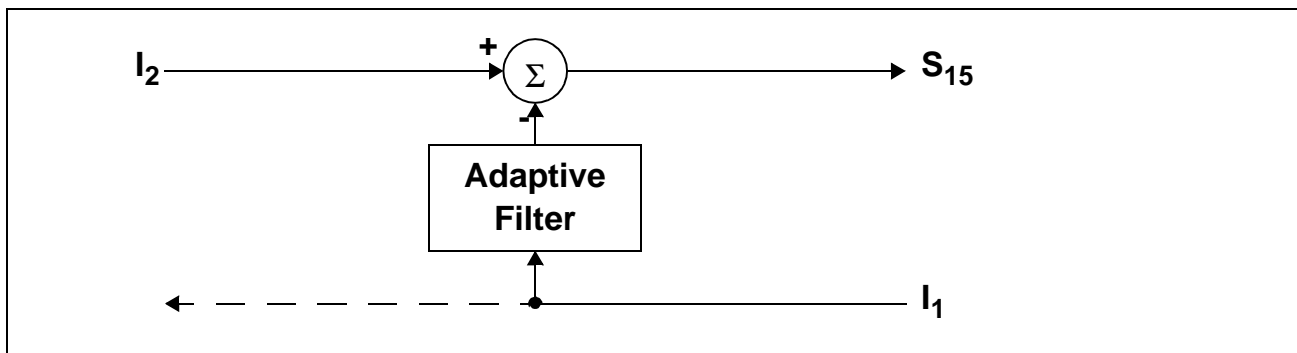 +
I2
Σ
S15
-
Adaptive
Filter
I1